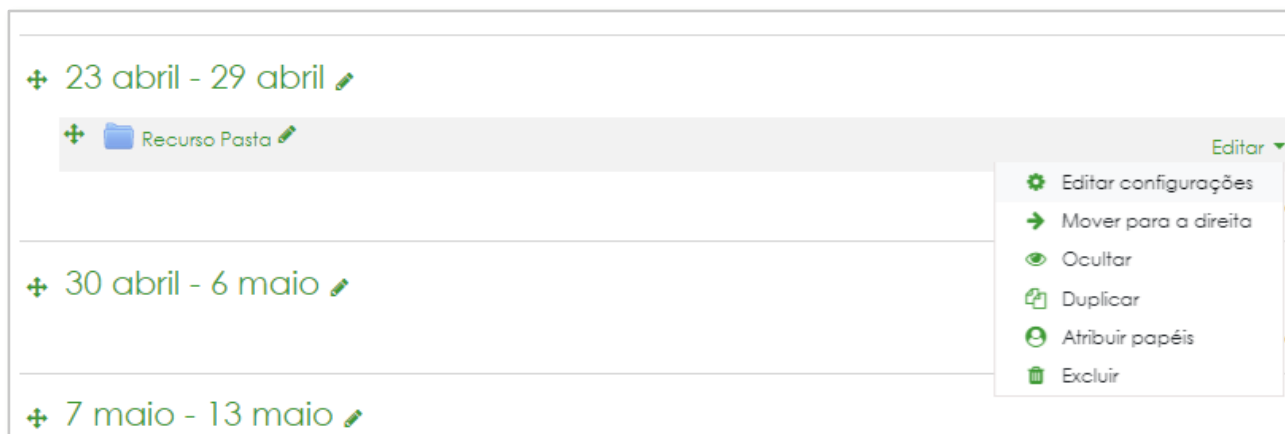 23 abril - 29 abril
Recurso Pasta
Editar
Editar configurações
Mover para a direita
Ocultar
Duplicar
Atribuir papéis
Excluir
30 abril - 6 maio
7 maio - 13 maio